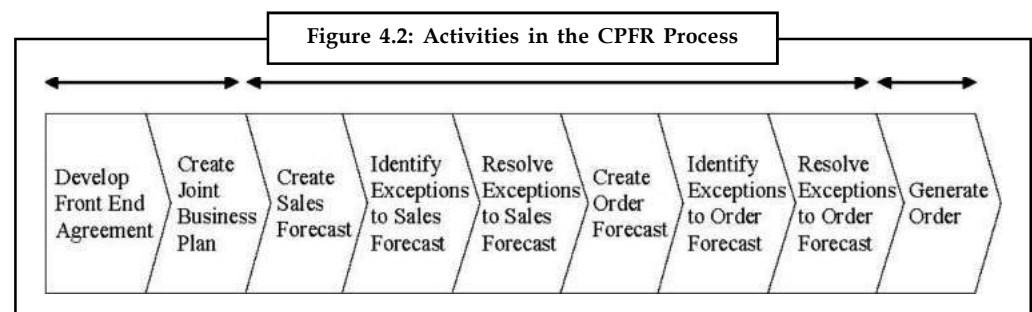 Figure 4.2: Activities in the CPFR Process
Develop
Front End
Agreement
Create
Joint
Business
Plan
Create
Sales
Forecast
Identify
Exceptions
to Sales
Forecast
Resolve
Exceptions
to Sales
Forecast
Create
Order
Forecast
Identify
Exceptions
to Order
Forecast
Resolve
Exceptions
to Order
Forecast
Generate
Order